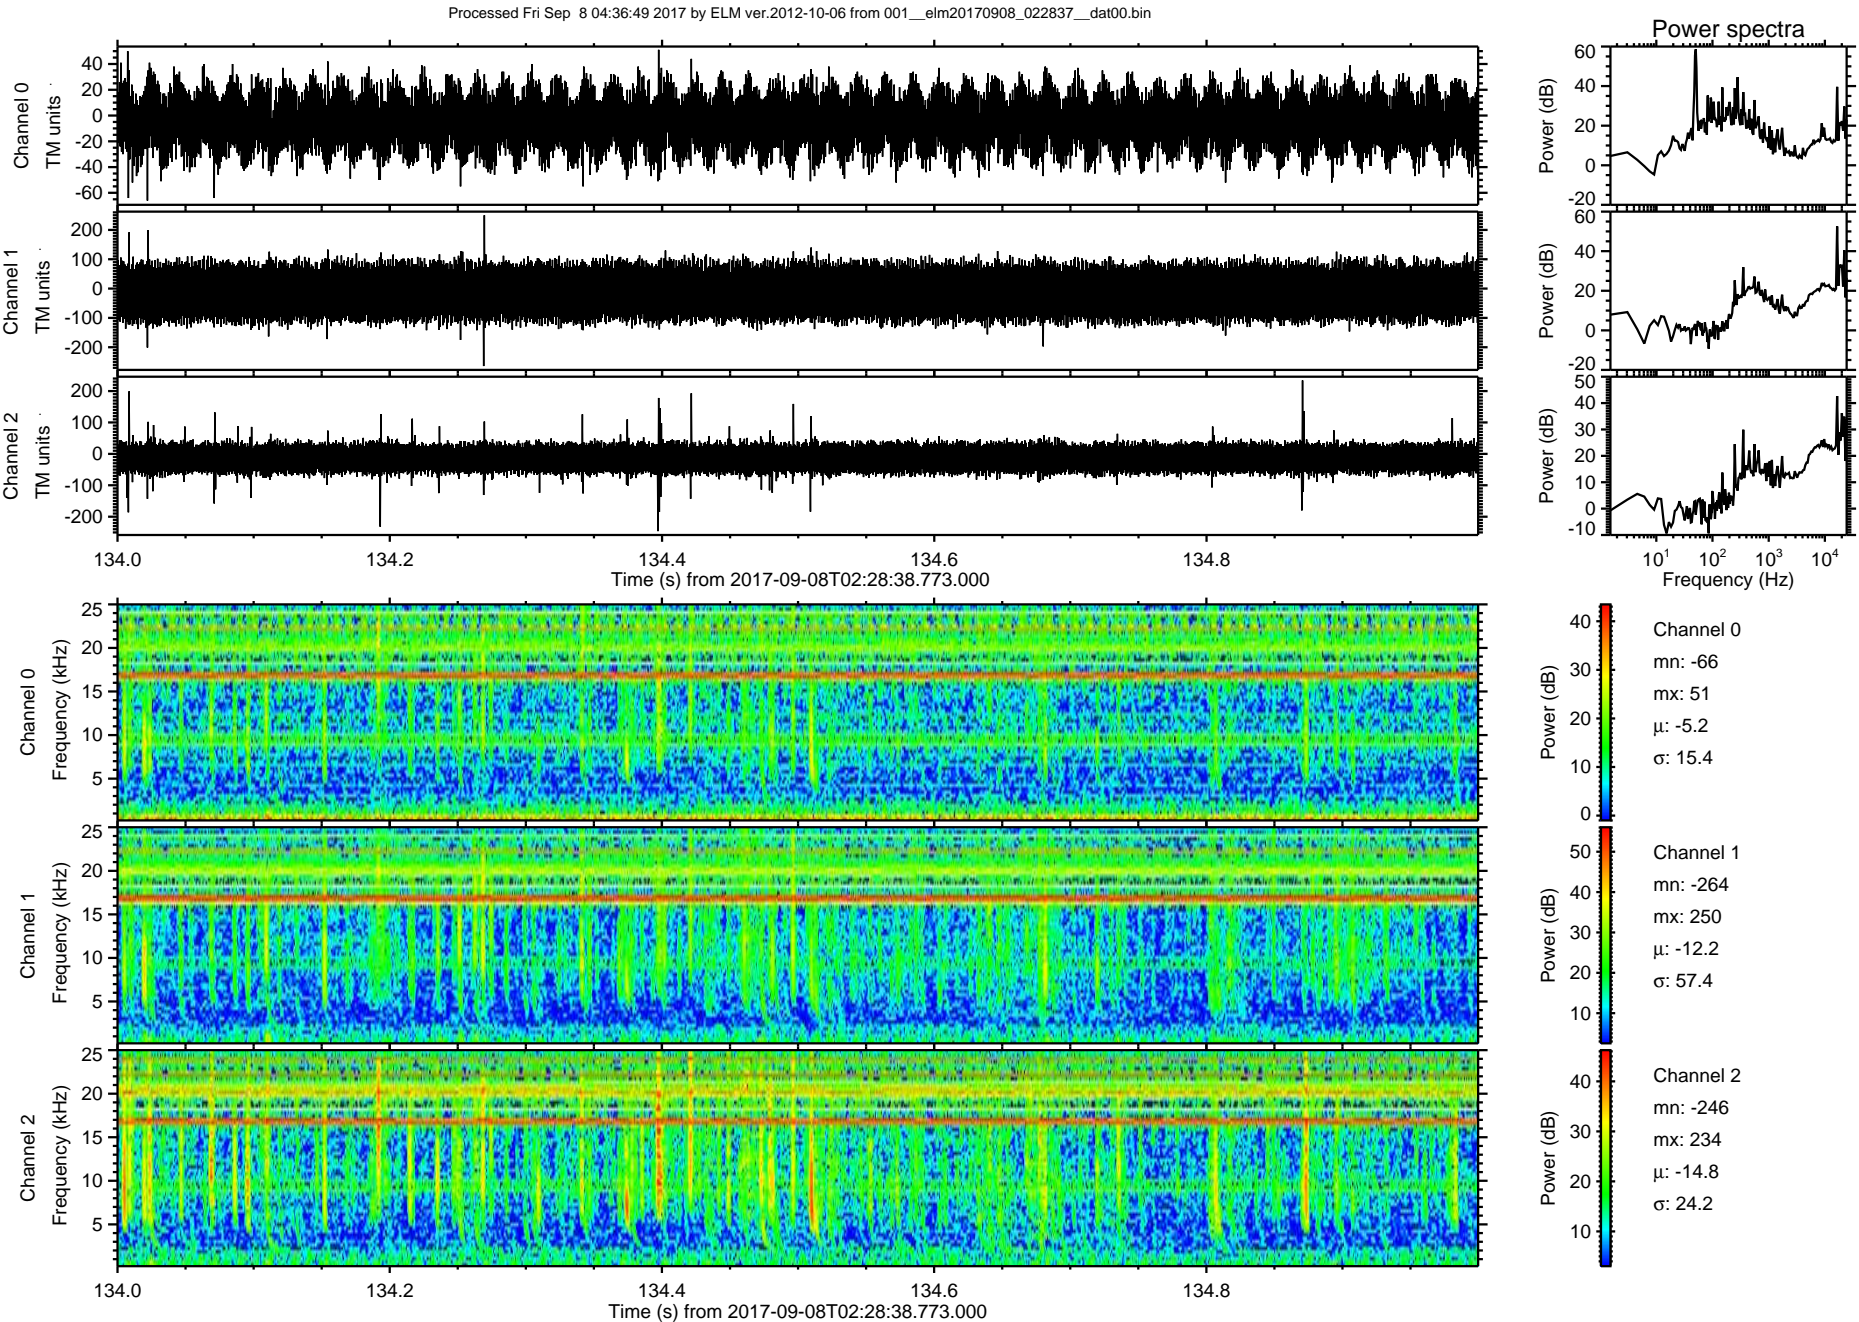 Processed Fri Sep  8 04:36:49 2017 by ELM ver.2012-10-06 from 001__elm20170908_022837__dat00.bin
Power spectra
Channel 0
TM units
40
20
0
-20
-40
-60
Power (dB)
60
40
20
0
-20
Channel 1
TM units
200
100
0
-100
-200
Power (dB)
60
40
20
0
-20
Channel 2
TM units
200
100
0
-100
-200
Power (dB)
50
40
30
20
10
0
-10
134.0 134.2 134.4 134.6 134.8
Time (s) from 2017-09-08T02:28:38.773.000
10¹ 10² 10³ 10⁴
Frequency (Hz)
Channel 0
Frequency (kHz)
25
20
15
10
5
Power (dB)
40
30
20
10
0
Channel 0
mn: -66
mx: 51
μ: -5.2
σ: 15.4
Channel 1
Frequency (kHz)
25
20
15
10
5
Power (dB)
50
40
30
20
10
Channel 1
mn: -264
mx: 250
μ: -12.2
σ: 57.4
Channel 2
Frequency (kHz)
25
20
15
10
5
Power (dB)
40
30
20
10
Channel 2
mn: -246
mx: 234
μ: -14.8
σ: 24.2
134.0 134.2 134.4 134.6 134.8
Time (s) from 2017-09-08T02:28:38.773.000